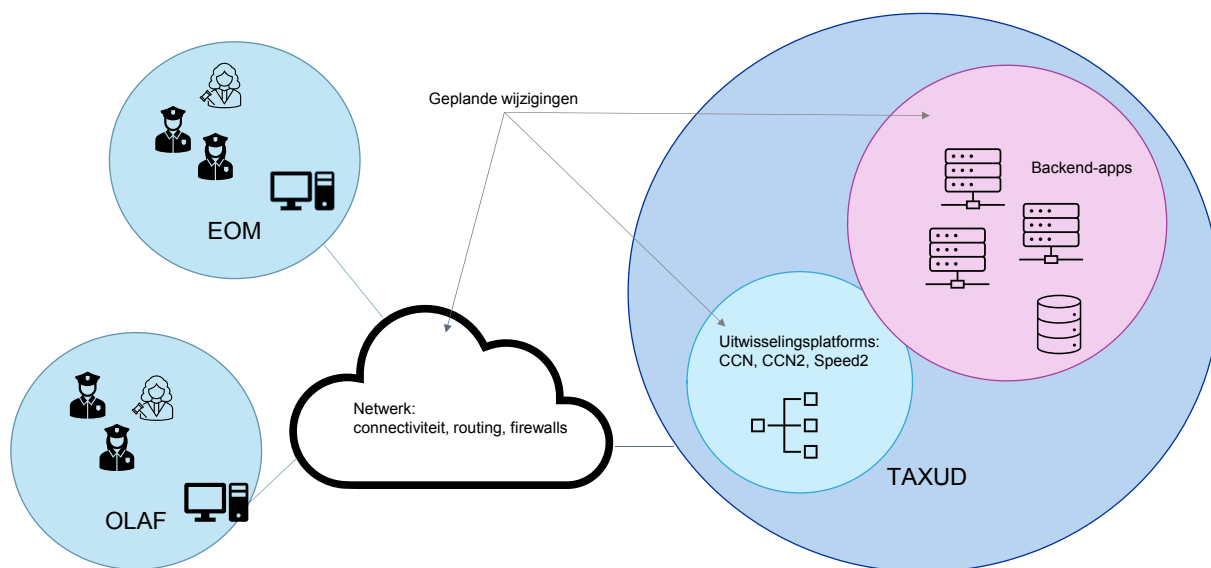 Geplande wijzigingen
EOM
Backend-apps
Uitwisselingsplatforms:
CCN, CCN2, Speed2
Netwerk:
connectiviteit, routing, firewalls
TAXUD
OLAF